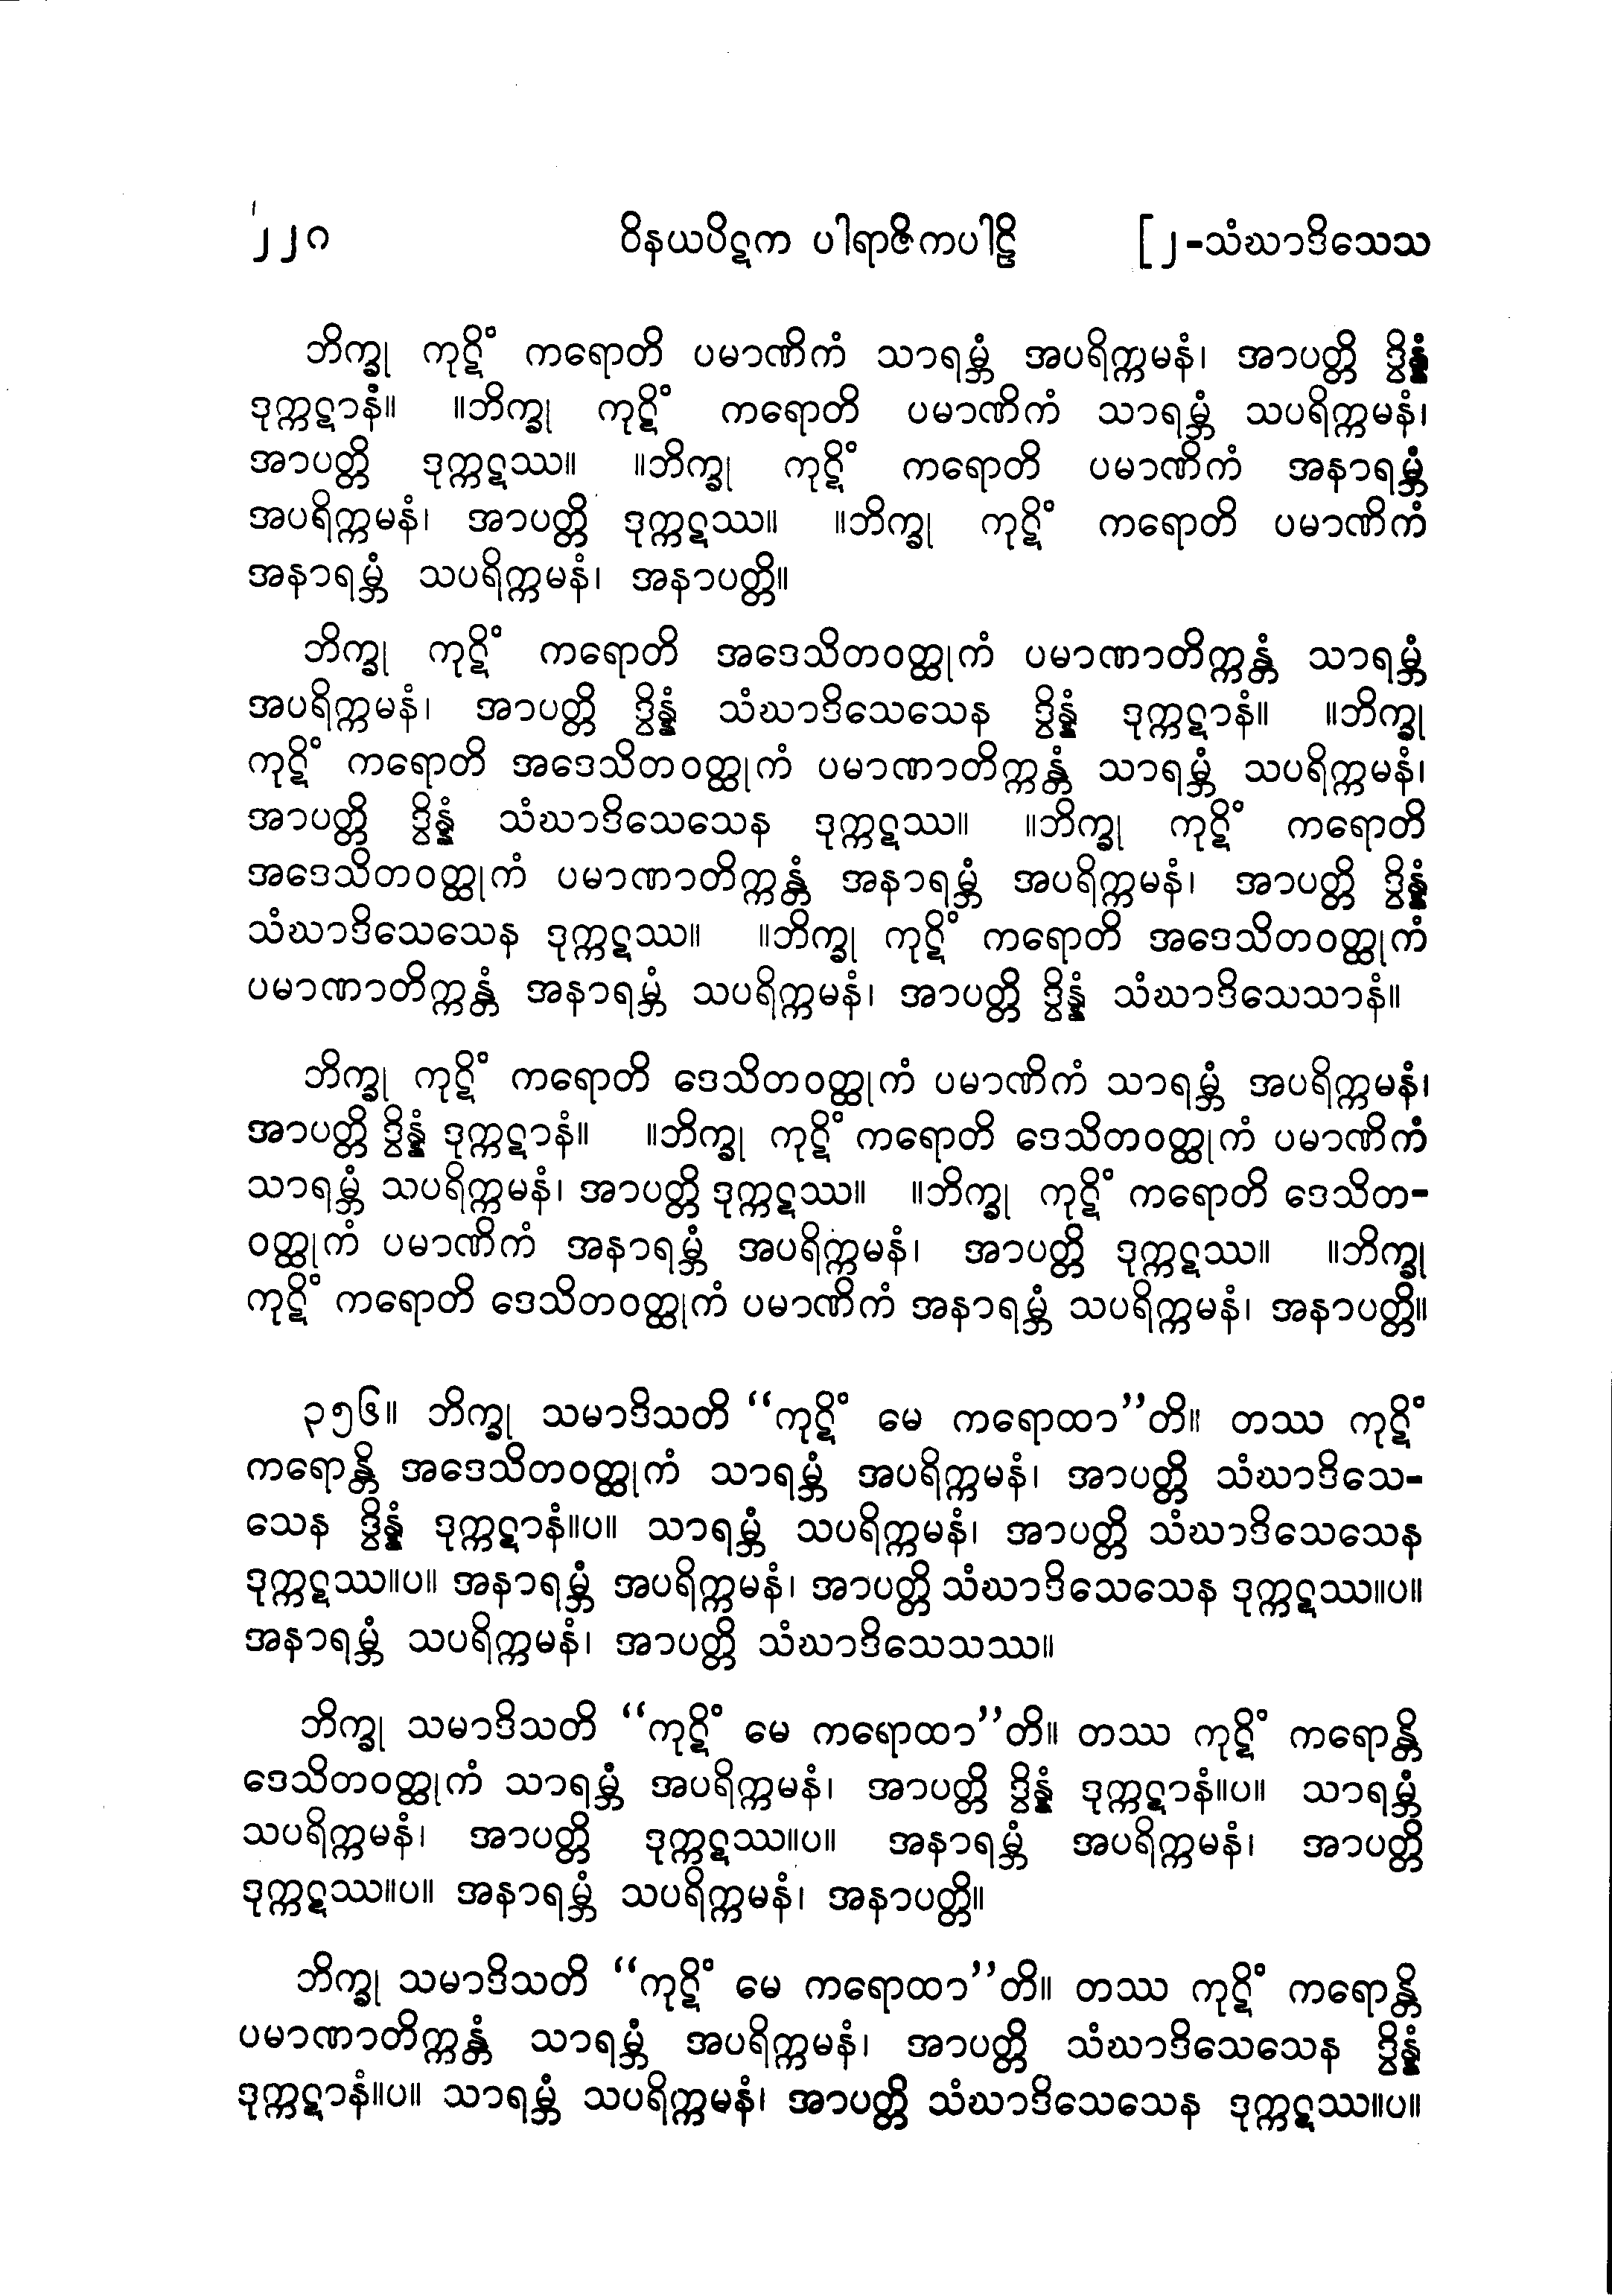 ၂၂၀ ဝိနယပိဋက ပါရာဇိကပါဠိ [၂-သံဃာဒိသေသ
ဘိက္ခု ကုဋိံ ကရောတိ ပမာဏိကံ သာရမ္ဘံ အပရိက္ကမနံ၊ အာပတ္တိ ဒွိန္နံ
ဒုက္ကဋာနံ။ ။ဘိက္ခု ကုဋိံ ကရောတိ ပမာဏိကံ သာရမ္ဘံ သပရိက္ကမနံ၊
အာပတ္တိ ဒုက္ကဋဿ။ ။ဘိက္ခု ကုဋိံ ကရောတိ ပမာဏိကံ အနာရမ္ဘံ
အပရိက္ကမနံ၊ အာပတ္တိ ဒုက္ကဋဿ။ ။ဘိက္ခု ကုဋိံ ကရောတိ ပမာဏိကံ
အနာရမ္ဘံ သပရိက္ကမနံ၊ အနာပတ္တိ။
ဘိက္ခု ကုဋိံ ကရောတိ အဒေသိတဝတ္ထုကံ ပမာဏာတိက္ကန္တံ သာရမ္ဘံ
အပရိက္ကမနံ၊ အာပတ္တိ ဒွိန္နံ သံဃာဒိသေသေန ဒွိန္နံ ဒုက္ကဋာနံ။ ။ဘိက္ခု
ကုဋိံ ကရောတိ အဒေသိတဝတ္ထုကံ ပမာဏာတိက္ကန္တံ သာရမ္ဘံ သပရိက္ကမနံ၊
အာပတ္တိ ဒွိန္နံ သံဃာဒိသေသေန ဒုက္ကဋဿ။ ။ဘိက္ခု ကုဋိံ ကရောတိ
အဒေသိတဝတ္ထုကံ ပမာဏာတိက္ကန္တံ အနာရမ္ဘံ အပရိက္ကမနံ၊ အာပတ္တိ ဒွိန္နံ
သံဃာဒိသေသေန ဒုက္ကဋဿ။ ။ဘိက္ခု ကုဋိံ ကရောတိ အဒေသိတဝတ္ထုကံ
ပမာဏာတိက္ကန္တံ အနာရမ္ဘံ သပရိက္ကမနံ၊ အာပတ္တိ ဒွိန္နံ သံဃာဒိသေသာနံ။
ဘိက္ခု ကုဋိံ ကရောတိ ဒေသိတဝတ္ထုကံ ပမာဏိကံ သာရမ္ဘံ အပရိက္ကမနံ၊
အာပတ္တိ ဒွိန္နံ ဒုက္ကဋာနံ။ ။ဘိက္ခု ကုဋိံ ကရောတိ ဒေသိတဝတ္ထုကံ ပမာဏိကံ
သာရမ္ဘံ သပရိက္ကမနံ၊ အာပတ္တိ ဒုက္ကဋဿ။ ။ဘိက္ခု ကုဋိံ ကရောတိ ဒေသိတ-
ဝတ္ထုကံ ပမာဏိကံ အနာရမ္ဘံ အပရိက္ကမနံ၊ အာပတ္တိ ဒုက္ကဋဿ။ ။ဘိက္ခု
ကုဋိံ ကရောတိ ဒေသိတဝတ္ထုကံ ပမာဏိကံ အနာရမ္ဘံ သပရိက္ကမနံ၊ အနာပတ္တိ။
၃၅၆။ ဘိက္ခု သမာဒိသတိ “ကုဋိံ မေ ကရောထာ”တိ။ တဿ ကုဋိံ
ကရောန္တိ အဒေသိတဝတ္ထုကံ သာရမ္ဘံ အပရိက္ကမနံ၊ အာပတ္တိ သံဃာဒိသေ-
သေန ဒွိန္နံ ဒုက္ကဋာနံ။ပ။ သာရမ္ဘံ သပရိက္ကမနံ၊ အာပတ္တိ သံဃာဒိသေသေန
ဒုက္ကဋဿ။ပ။ အနာရမ္ဘံ အပရိက္ကမနံ၊ အာပတ္တိ သံဃာဒိသေသေန ဒုက္ကဋဿ။ပ။
အနာရမ္ဘံ သပရိက္ကမနံ၊ အာပတ္တိ သံဃာဒိသေသဿ။
ဘိက္ခု သမာဒိသတိ “ကုဋိံ မေ ကရောထာ”တိ။ တဿ ကုဋိံ ကရောန္တိ
ဒေသိတဝတ္ထုကံ သာရမ္ဘံ အပရိက္ကမနံ၊ အာပတ္တိ ဒွိန္နံ ဒုက္ကဋာနံ။ပ။ သာရမ္ဘံ
သပရိက္ကမနံ၊ အာပတ္တိ ဒုက္ကဋဿ။ပ။ အနာရမ္ဘံ အပရိက္ကမနံ၊ အာပတ္တိ
ဒုက္ကဋဿ။ပ။ အနာရမ္ဘံ သပရိက္ကမနံ၊ အနာပတ္တိ။
ဘိက္ခု သမာဒိသတိ “ကုဋိံ မေ ကရောထာ”တိ။ တဿ ကုဋိံ ကရောန္တိ
ပမာဏာတိက္ကန္တံ သာရမ္ဘံ အပရိက္ကမနံ၊ အာပတ္တိ သံဃာဒိသေသေန ဒွိန္နံ
ဒုက္ကဋာနံ။ပ။ သာရမ္ဘံ သပရိက္ကမနံ၊ အာပတ္တိ သံဃာဒိသေသေန ဒုက္ကဋဿ။ပ။